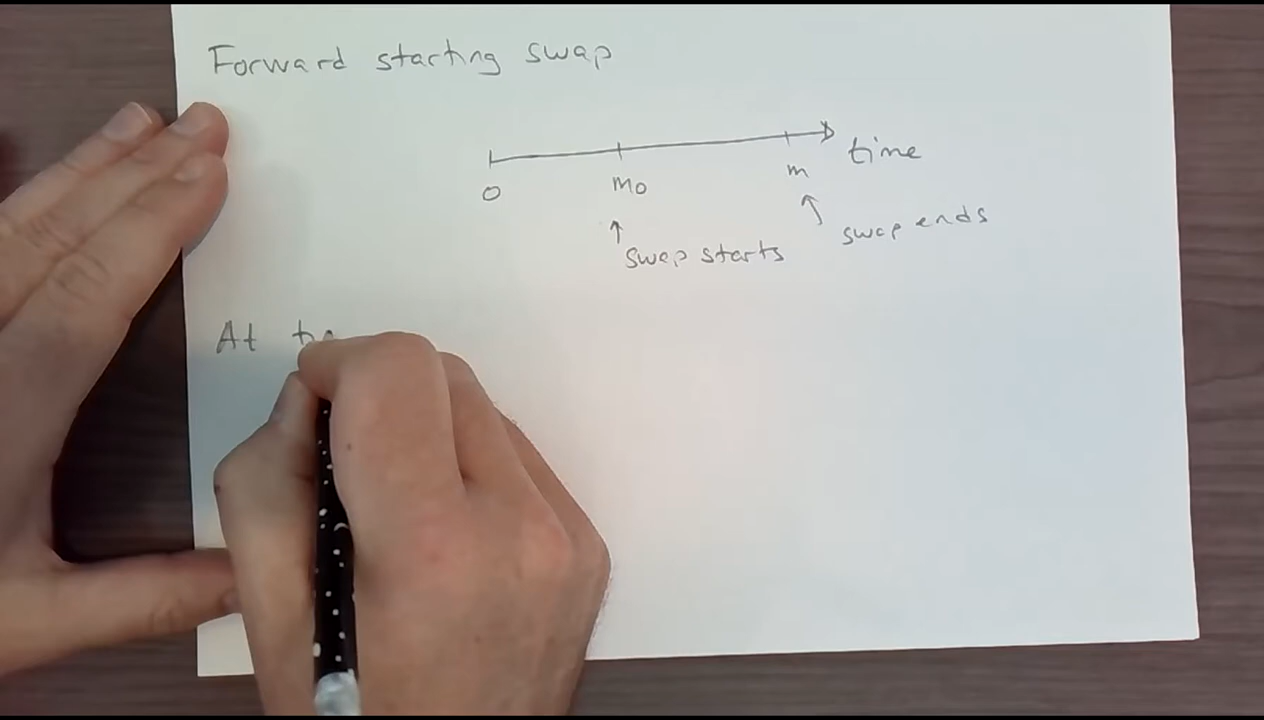 Forward starting swap
time
0 m0 m
swap starts
swap ends
At